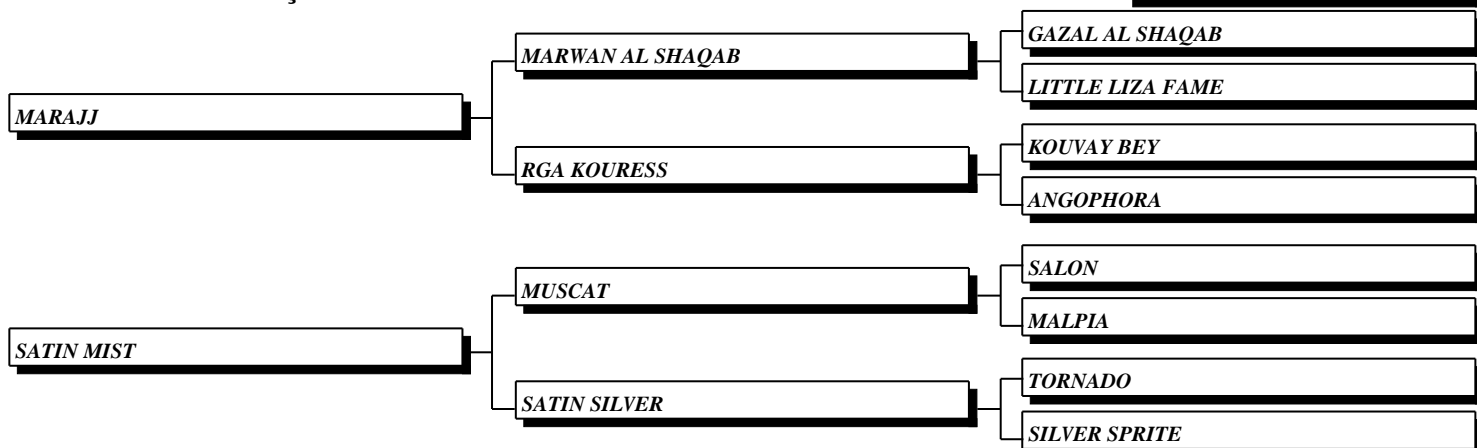 GAZAL AL SHAQAB
MARWAN AL SHAQAB
LITTLE LIZA FAME
MARAJJ
KOUVAY BEY
RGA KOURESS
ANGOPHORA
SALON
MUSCAT
MALPIA
SATIN MIST
TORNADO
SATIN SILVER
SILVER SPRITE